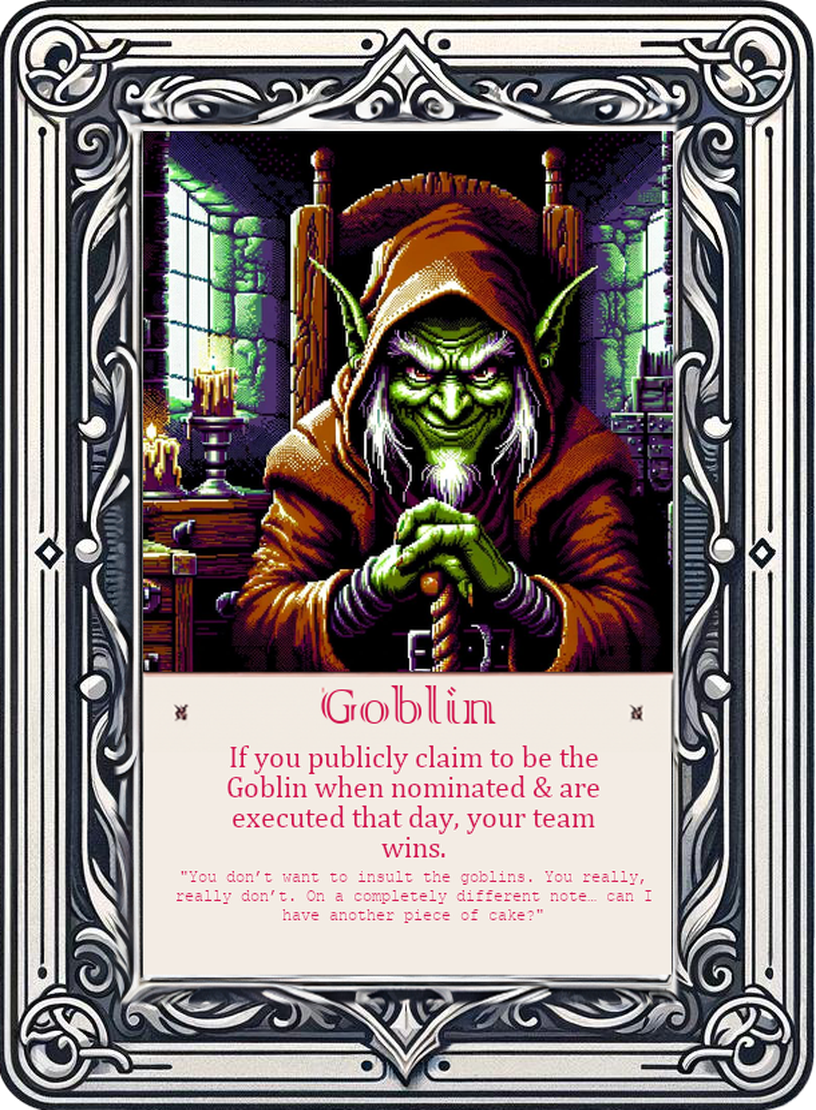 Goblin
If you publicly claim to be the
Goblin when nominated & are
executed that day, your team
wins.
"You don’t want to insult the goblins. You really,
really don’t. On a completely different note… can I
have another piece of cake?"